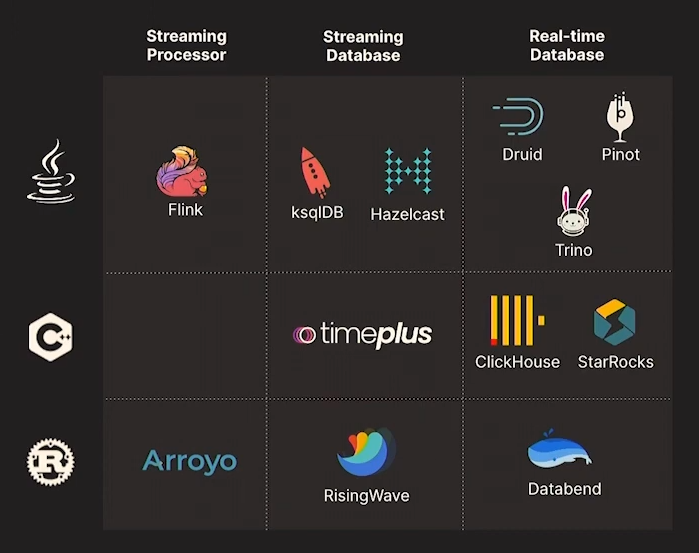 Streaming
Processor
Streaming
Database
Real-time
Database
Flink
ksqlDB
Hazelcast
Druid
Pinot
Trino
C++
timeplus
ClickHouse
StarRocks
R
Arroyo
RisingWave
Databend